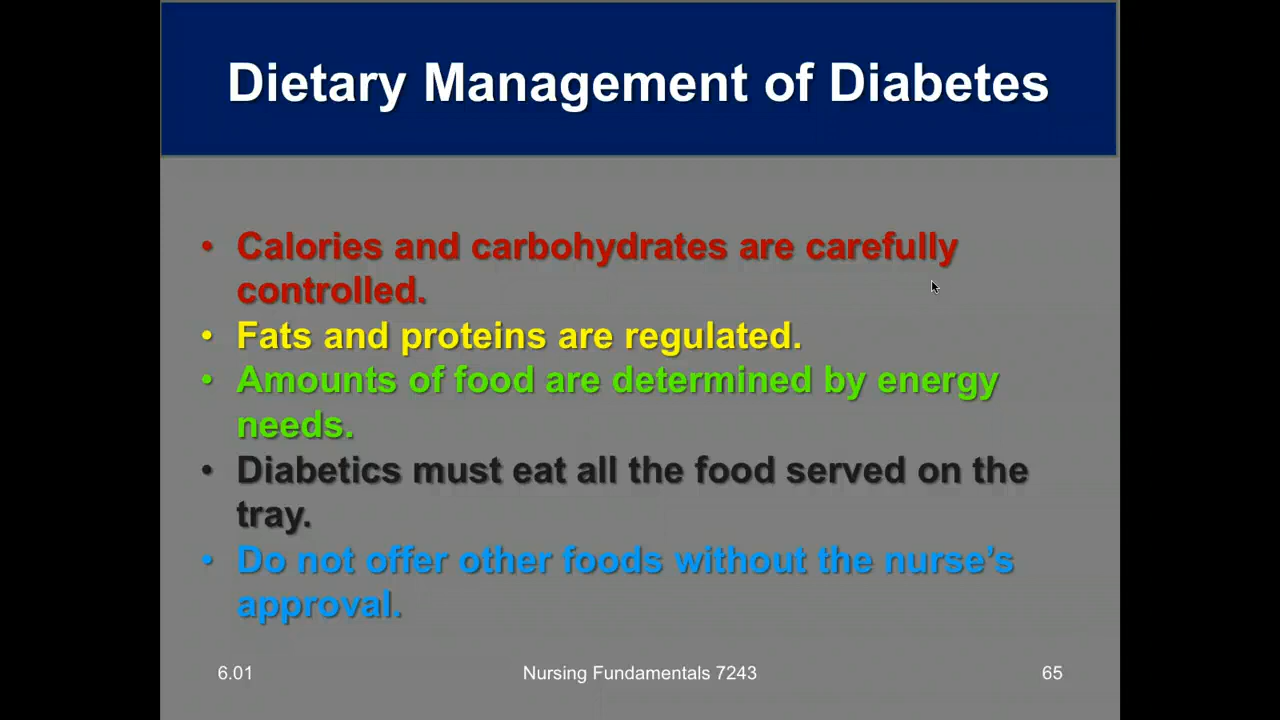 Dietary Management of Diabetes
• Calories and carbohydrates are carefully
controlled.
• Fats and proteins are regulated.
• Amounts of food are determined by energy
needs.
• Diabetics must eat all the food served on the
tray.
• Do not offer other foods without the nurse’s
approval.
6.01 Nursing Fundamentals 7243 65